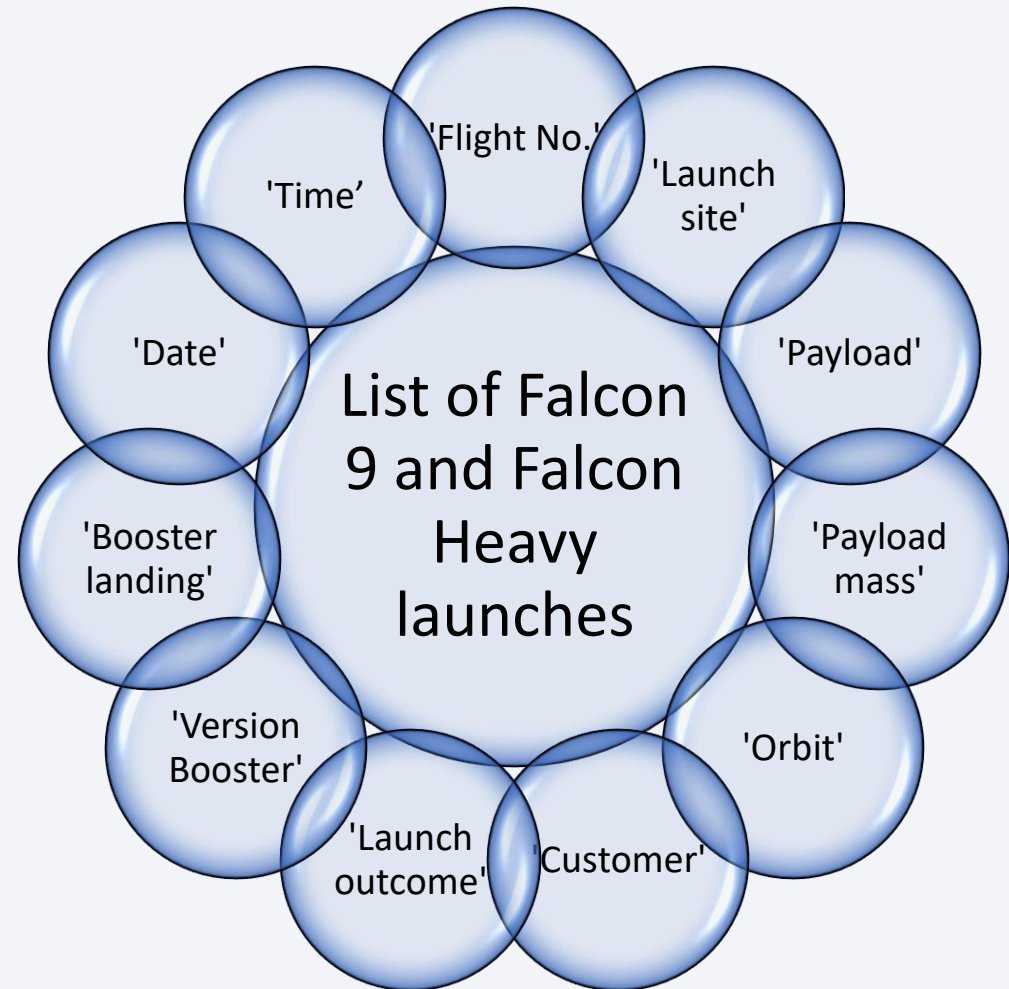 'Flight No.'
'Launch
site'
'Payload'
'Payload
mass'
'Orbit'
'Customer'
'Launch
outcome'
'Version
Booster'
'Booster
landing'
'Date'
'Time’
List of Falcon
9 and Falcon
Heavy
launches